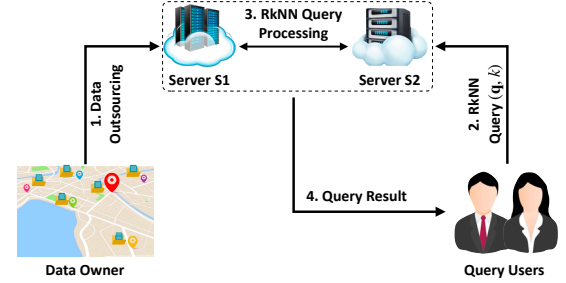 3. RkNN Query
Processing
Server S1
Server S2
1. Data
Outsourcing
2. RkNN
Query (q, k)
4. Query Result
Data Owner
Query Users